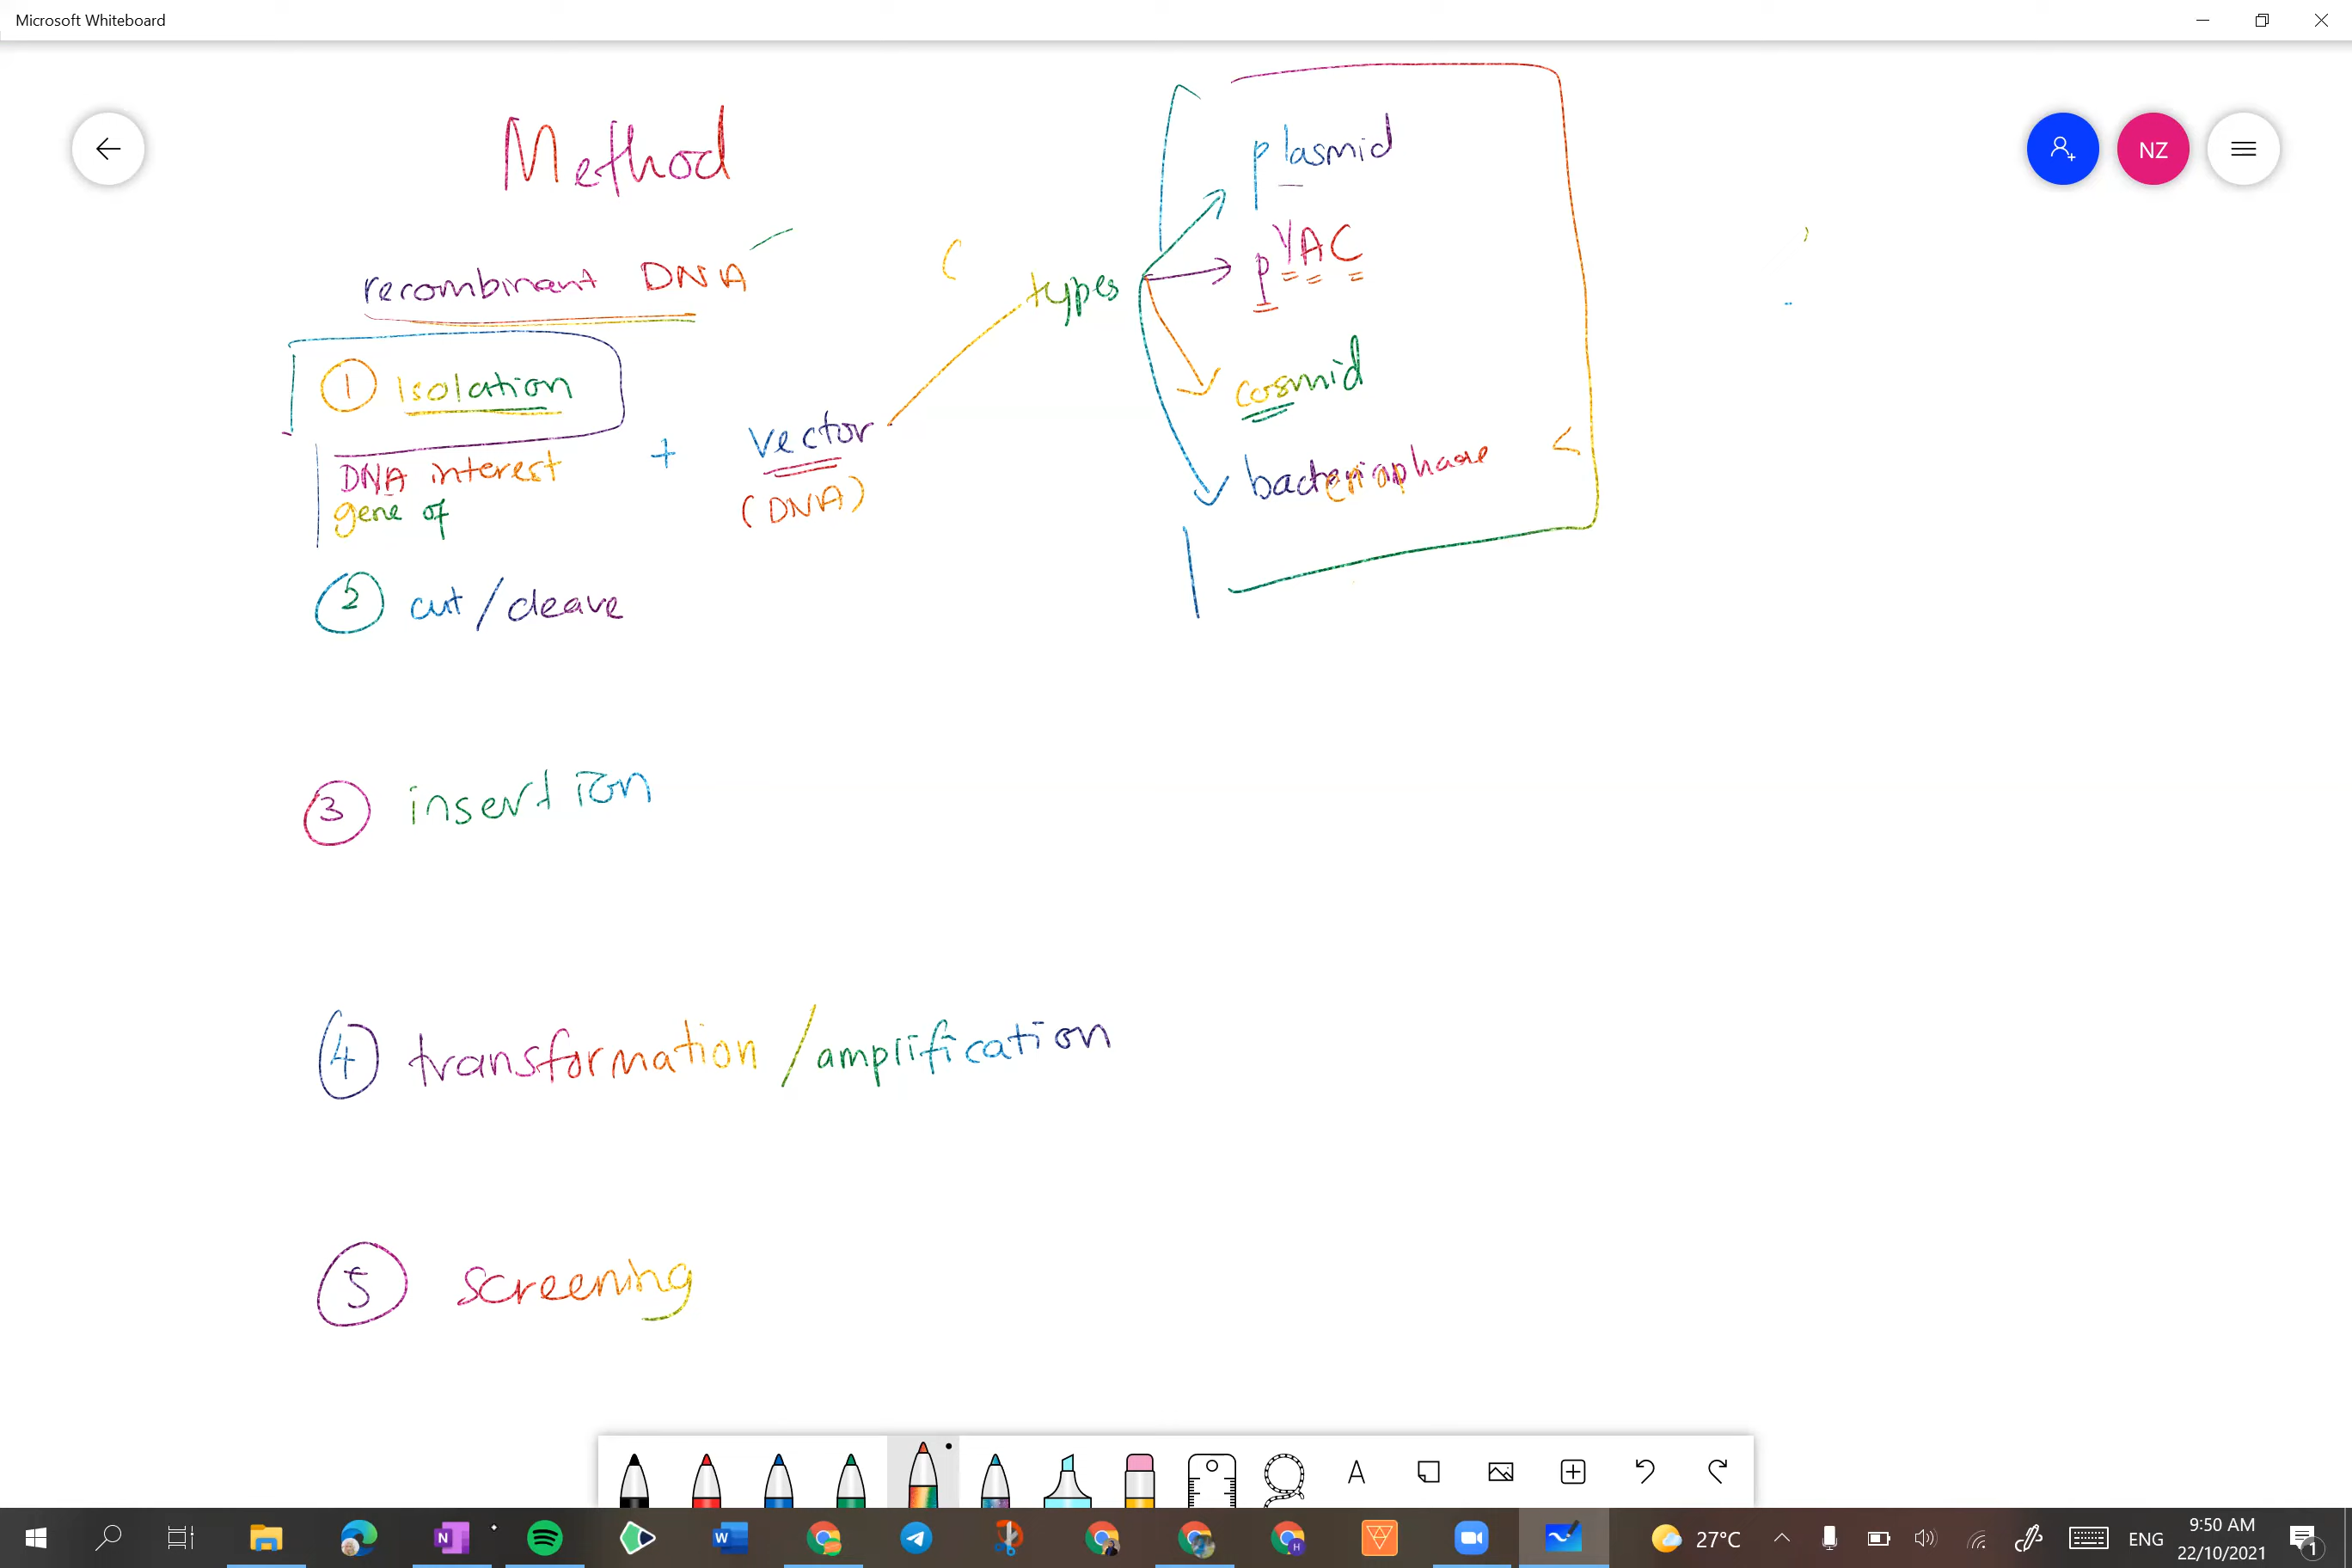 Microsoft Whiteboard
Method
NZ
recombinant DNA
① Isolation
DNA interest
gene of
+
vector
(DNA)
types
plasmid
pYAC
cosmid
② cut / cleave
③ insertion
④ transformation / amplification
⑤ screening
A
N
W
H
27°C
ENG
9:50 AM
22/10/2021
1